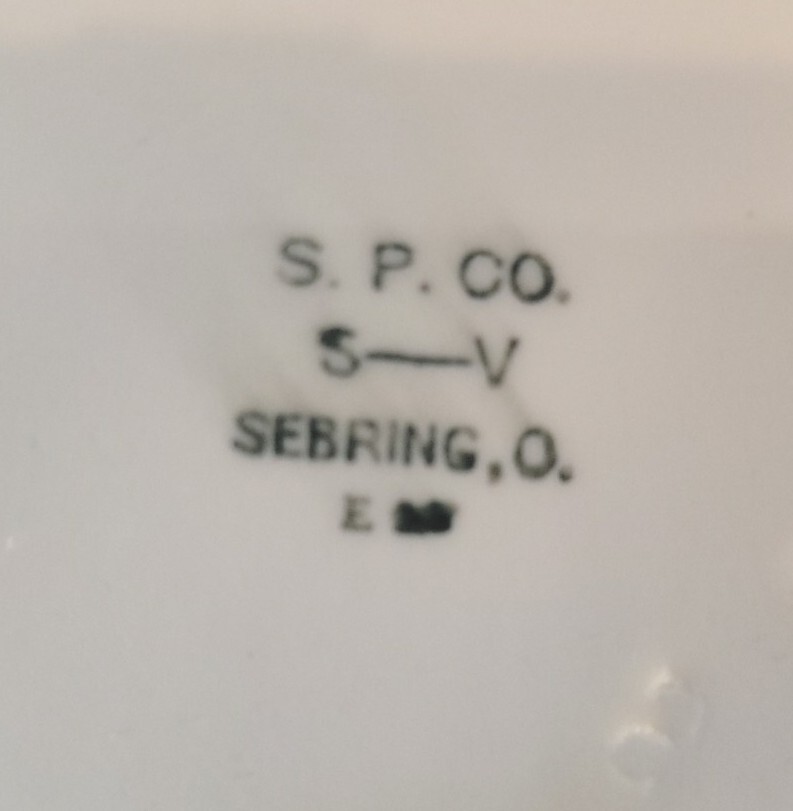 S. P. CO.
S—V
SEBRING, O.
E